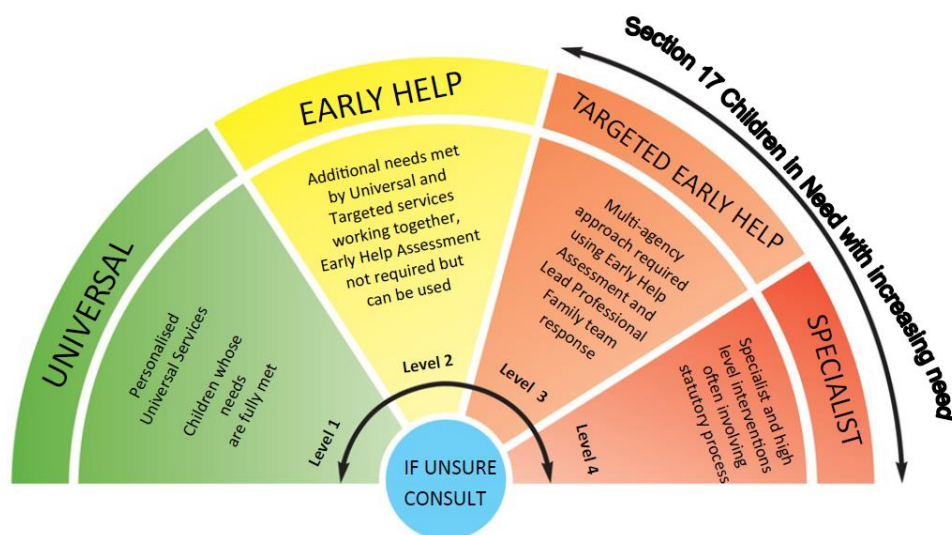 UNIVERSAL
Personalised
Universal Services
Children whose
needs
are fully met
Level 1
EARLY HELP
Additional needs met
by Universal and
Targeted services
working together,
Early Help Assessment
not required but
can be used
Level 2
TARGETED EARLY HELP
Multi-agency
approach required
using Early Help
Assessment and
Lead Professional
Family team
response
Level 3
SPECIALIST
Specialist and high
level interventions
often involving
statutory process
Level 4
Section 17 Children in Need with increasing need
IF UNSURE
CONSULT